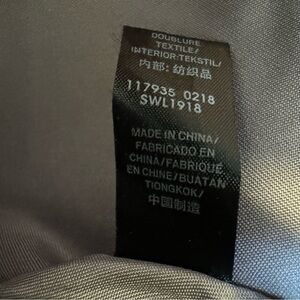 DOUBLURE
TEXTILE/
INTERIOR:TEKSTIL/
内部: 纺织品
117935 0218
SWL1918
MADE IN CHINA/
FABRICADO EN
CHINA/FABRIQUÉ
EN CHINE/BUATAN
TIONGKOK/
中国制造